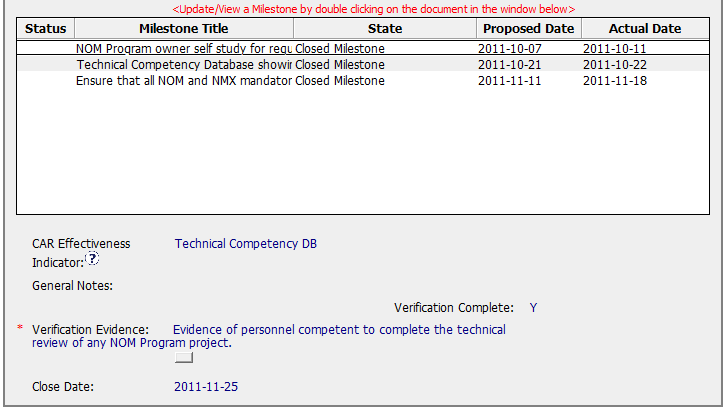 <Update/View a Milestone by double clicking on the document in the window below>
Status Milestone Title State Proposed Date Actual Date
NOM Program owner self study for requ Closed Milestone 2011-10-07 2011-10-11
Technical Competency Database showin Closed Milestone 2011-10-21 2011-10-22
Ensure that all NOM and NMX mandator Closed Milestone 2011-11-11 2011-11-18
CAR Effectiveness Technical Competency DB
Indicator: ?
General Notes:
Verification Complete: Y
* Verification Evidence: Evidence of personnel competent to complete the technical
review of any NOM Program project.
Close Date: 2011-11-25